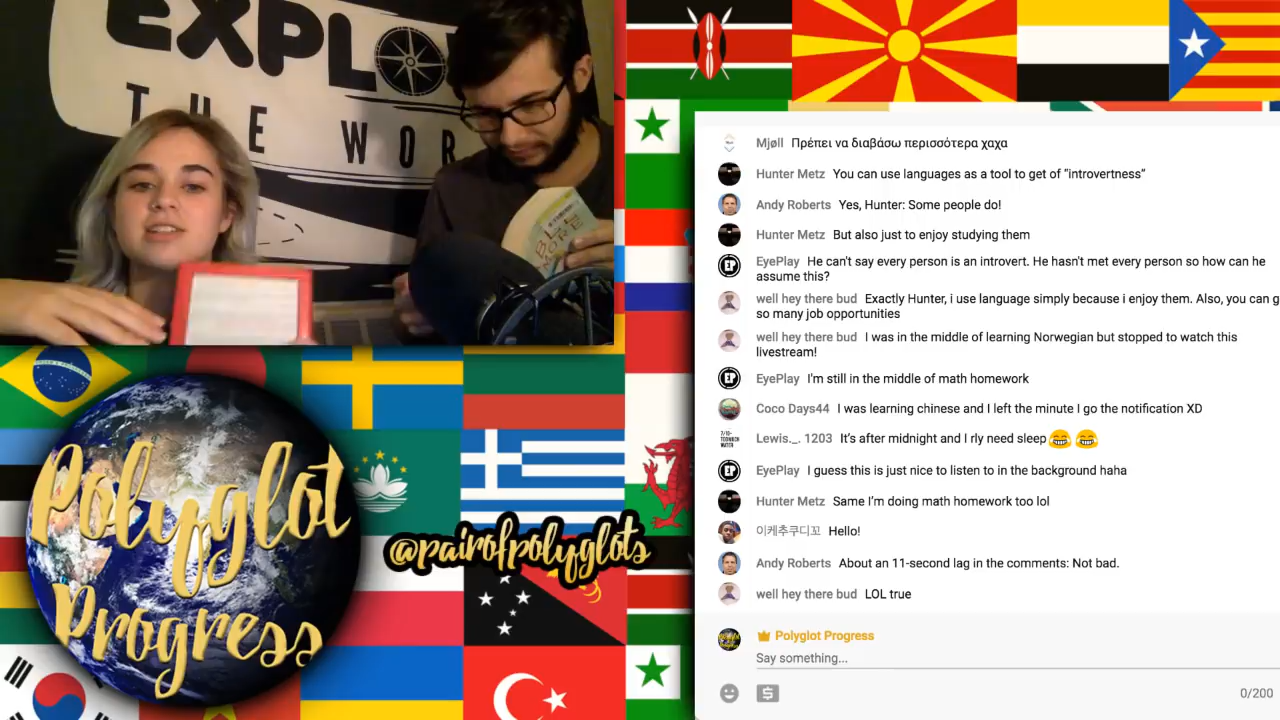 EXPLO
THE WOR
Mjøll Πρέπει να διαβάσω περισσότερα χαχα
Hunter Metz You can use languages as a tool to get of “introvertness”
Andy Roberts Yes, Hunter: Some people do!
Hunter Metz But also just to enjoy studying them
EyePlay He can't say every person is an introvert. He hasn't met every person so how can he
assume this?
well hey there bud Exactly Hunter, i use language simply because i enjoy them. Also, you can g
so many job opportunities
well hey there bud I was in the middle of learning Norwegian but stopped to watch this
livestream!
EyePlay I'm still in the middle of math homework
Coco Days44 I was learning chinese and I left the minute I go the notification XD
Lewis._. 1203 It’s after midnight and I rly need sleep 😂 😂
EyePlay I guess this is just nice to listen to in the background haha
Hunter Metz Same I’m doing math homework too lol
이케추쿠디꼬 Hello!
Andy Roberts About an 11-second lag in the comments: Not bad.
well hey there bud LOL true
Polyglot Progress
Say something...
0/200
Polyglot
Progress
@pairofpolyglots